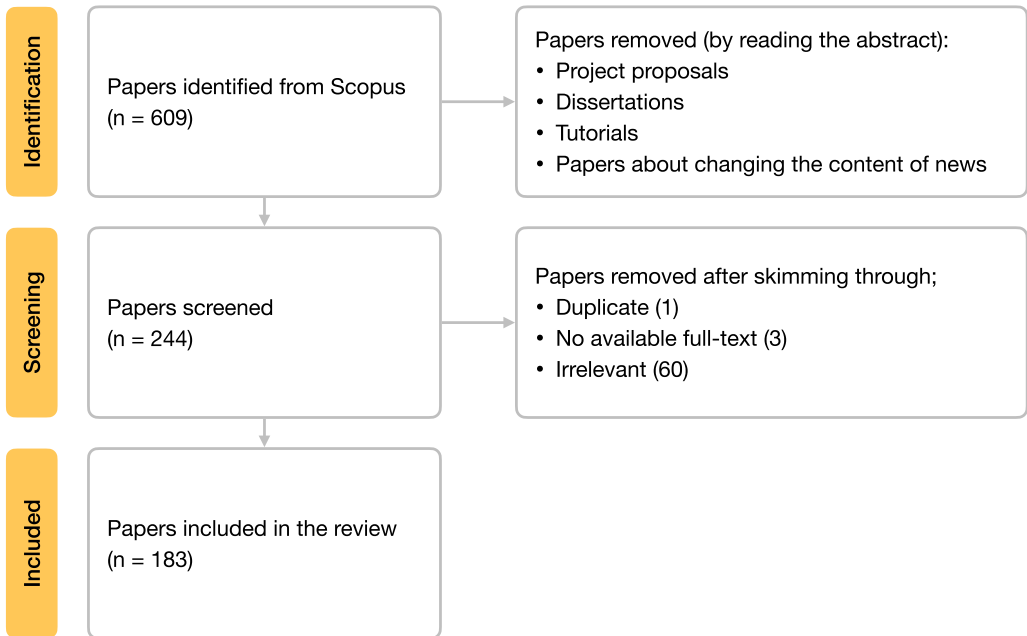 Identification
Papers identified from Scopus
(n = 609)
Papers removed (by reading the abstract):
• Project proposals
• Dissertations
• Tutorials
• Papers about changing the content of news
Screening
Papers screened
(n = 244)
Papers removed after skimming through;
• Duplicate (1)
• No available full-text (3)
• Irrelevant (60)
Included
Papers included in the review
(n = 183)